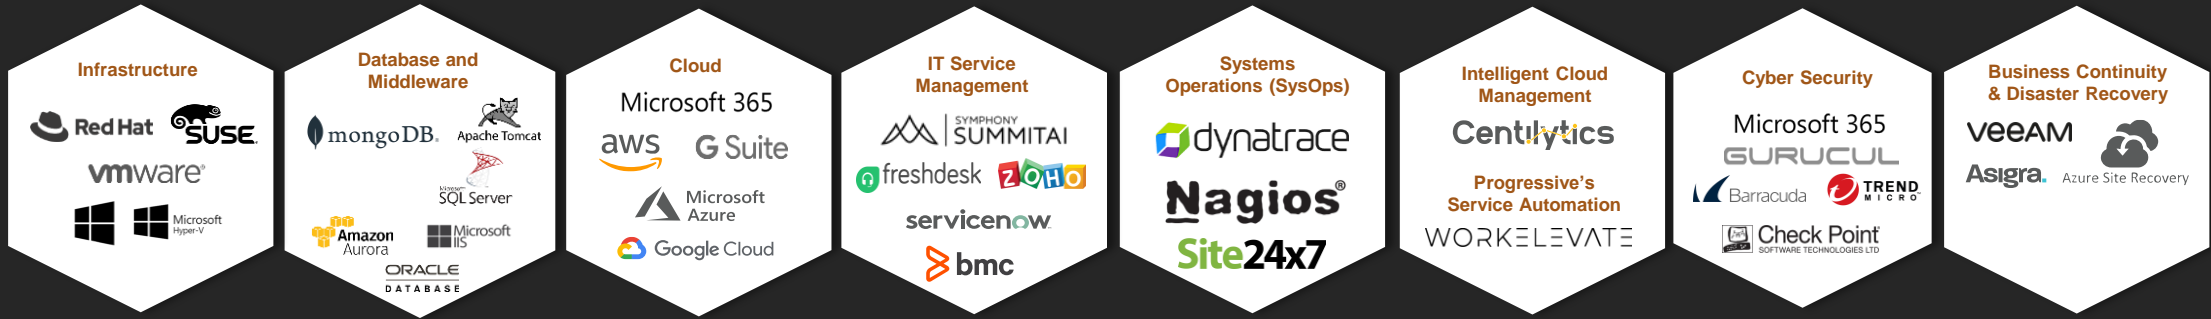 Infrastructure
Red Hat
SUSE
vmware®
Microsoft
Hyper-V
Database and
Middleware
mongoDB.
Apache Tomcat
Microsoft
SQL Server
Amazon
Aurora
Microsoft
IIS
ORACLE
DATABASE
Cloud
Microsoft 365
aws
G Suite
Microsoft
Azure
Google Cloud
IT Service
Management
SYMPHONY
SUMMITAI
freshdesk
ZOHO
servicenow
bmc
Systems
Operations (SysOps)
dynatrace
Nagios®
Site24x7
Intelligent Cloud
Management
Centilytics
Progressive's
Service Automation
WORKELEVATE
Cyber Security
Microsoft 365
GURUCUL
Barracuda
TREND
MICRO
Check Point
SOFTWARE TECHNOLOGIES LTD
Business Continuity
& Disaster Recovery
veeAM
Asigra.
Azure Site Recovery